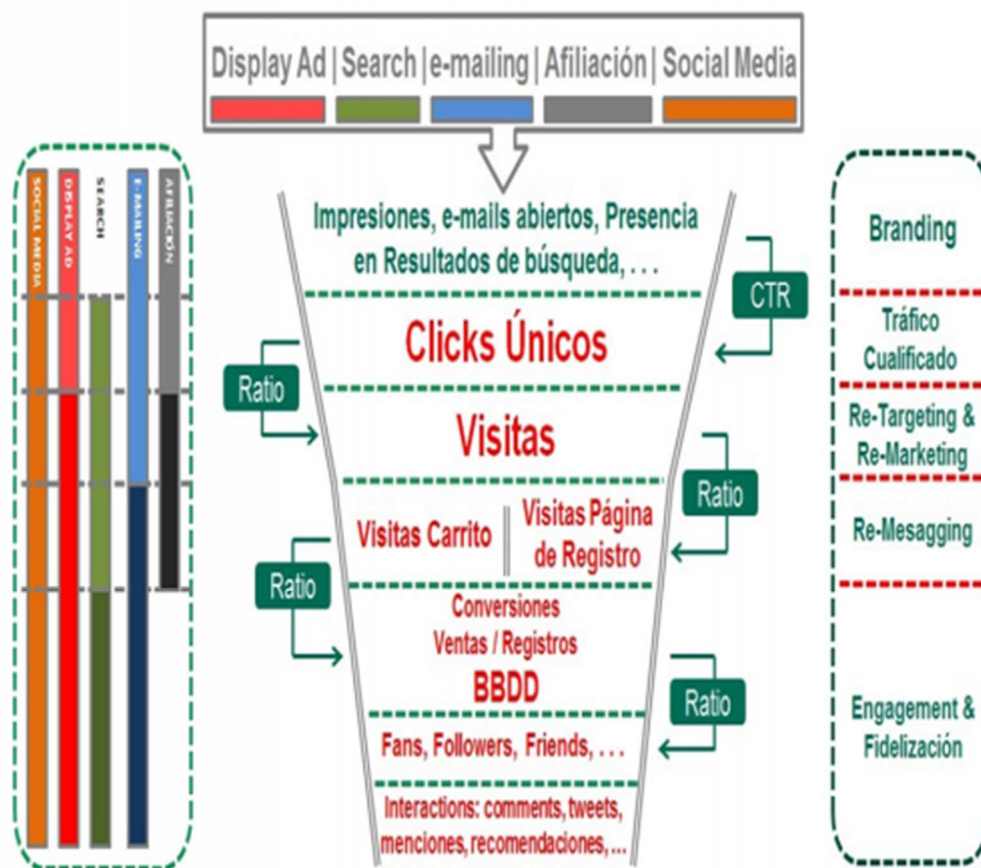 Display Ad | Search | e-mailing | Afiliación | Social Media
SOCIAL MEDIA
DISPLAY AD
SEARCH
E-MAILING
AFILIACIÓN
Impresiones, e-mails abiertos, Presencia
en Resultados de búsqueda, . . .
CTR
Clicks Únicos
Ratio
Visitas
Ratio
Visitas Carrito
Visitas Página
de Registro
Ratio
Conversiones
Ventas / Registros
BBDD
Ratio
Fans, Followers, Friends, . . .
Interactions: comments, tweets,
menciones, recomendaciones, ...
Branding
Tráfico
Cualificado
Re-Targeting &
Re-Marketing
Re-Mesagging
Engagement &
Fidelización